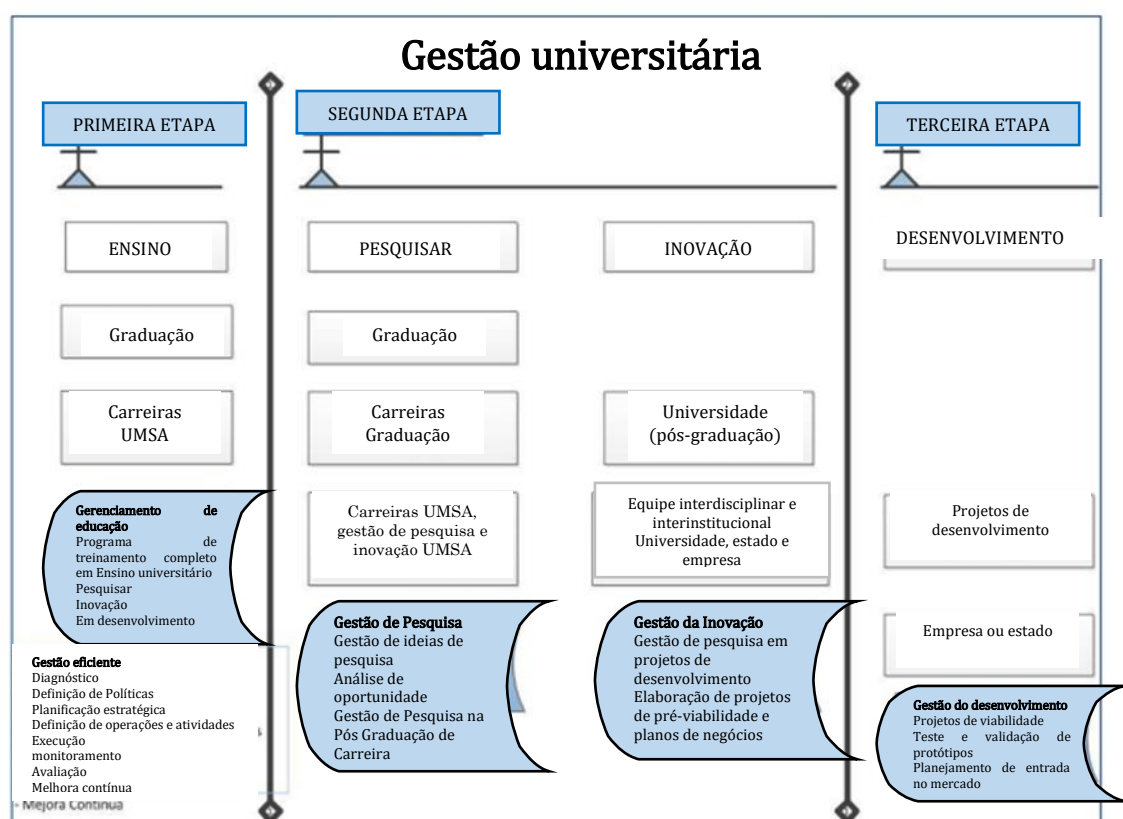 Gestão universitária
PRIMEIRA ETAPA
SEGUNDA ETAPA
TERCEIRA ETAPA
ENSINO
PESQUISAR
INOVAÇÃO
DESENVOLVIMENTO
Graduação
Graduação
Carreiras
UMSA
Carreiras
Graduação
Universidade
(pós-graduação)
Gerenciamento de
educação
Programa de
treinamento completo
em Ensino universitário
Pesquisar
Inovação
Em desenvolvimento
Carreiras UMSA,
gestão de pesquisa e
inovação UMSA
Equipe interdisciplinar e
interinstitucional
Universidade, estado e
empresa
Projetos de
desenvolvimento
Gestão eficiente
Diagnóstico
Definição de Políticas
Planificação estratégica
Definição de operações e atividades
Execução
monitoramento
Avaliação
Melhora contínua
- Mejora Continua
Gestão de Pesquisa
Gestão de ideias de
pesquisa
Análise de
oportunidade
Gestão de Pesquisa na
Pós Graduação de
Carreira
Gestão da Inovação
Gestão de pesquisa em
projetos de
desenvolvimento
Elaboração de projetos
de pré-viabilidade e
planos de negócios
Empresa ou estado
Gestão do desenvolvimento
Projetos de viabilidade
Teste e validação de
protótipos
Planejamento de entrada
no mercado